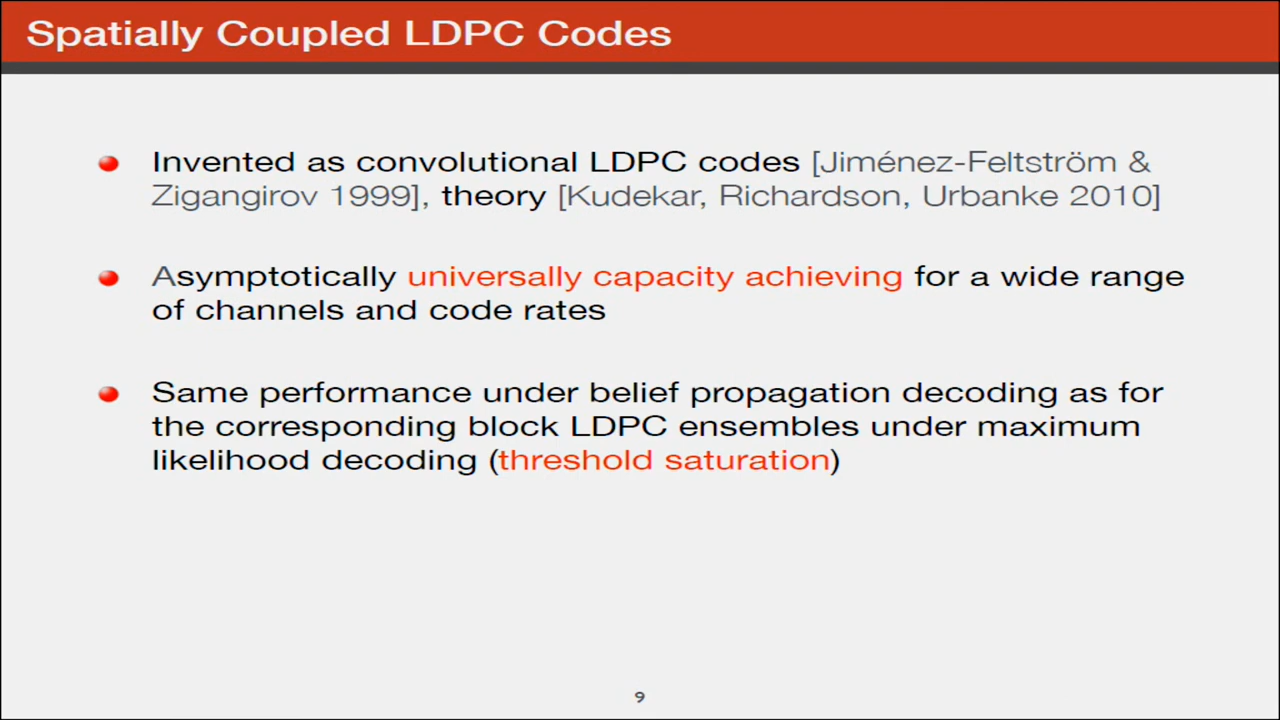 Spatially Coupled LDPC Codes
Invented as convolutional LDPC codes [Jiménez-Feltström &
Zigangirov 1999], theory [Kudekar, Richardson, Urbanke 2010]
Asymptotically universally capacity achieving for a wide range
of channels and code rates
Same performance under belief propagation decoding as for
the corresponding block LDPC ensembles under maximum
likelihood decoding (threshold saturation)
9